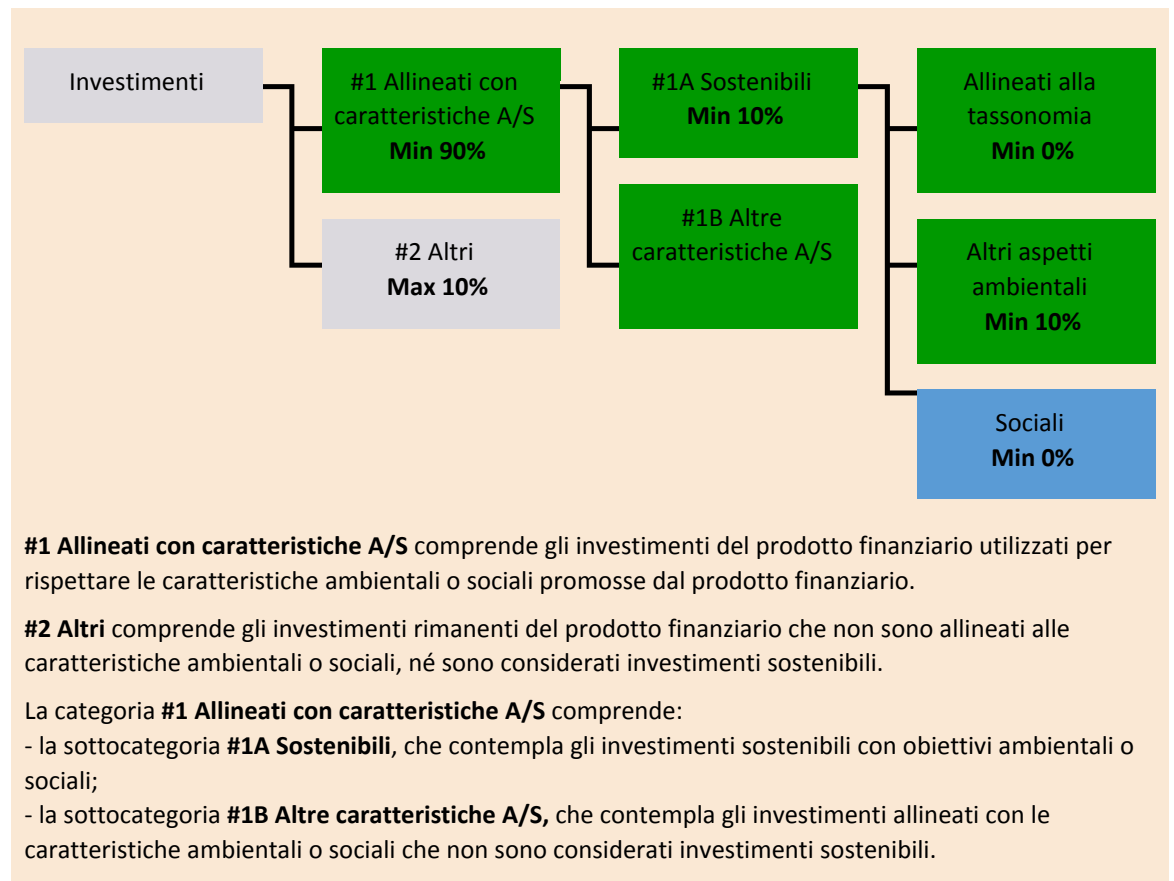 Investimenti
#1 Allineati con
caratteristiche A/S
Min 90%
#2 Altri
Max 10%
#1A Sostenibili
Min 10%
#1B Altre
caratteristiche A/S
Allineati alla
tassonomia
Min 0%
Altri aspetti
ambientali
Min 10%
Sociali
Min 0%
#1 Allineati con caratteristiche A/S comprende gli investimenti del prodotto finanziario utilizzati per
rispettare le caratteristiche ambientali o sociali promosse dal prodotto finanziario.
#2 Altri comprende gli investimenti rimanenti del prodotto finanziario che non sono allineati alle
caratteristiche ambientali o sociali, né sono considerati investimenti sostenibili.
La categoria #1 Allineati con caratteristiche A/S comprende:
- la sottocategoria #1A Sostenibili, che contempla gli investimenti sostenibili con obiettivi ambientali o
sociali;
- la sottocategoria #1B Altre caratteristiche A/S, che contempla gli investimenti allineati con le
caratteristiche ambientali o sociali che non sono considerati investimenti sostenibili.